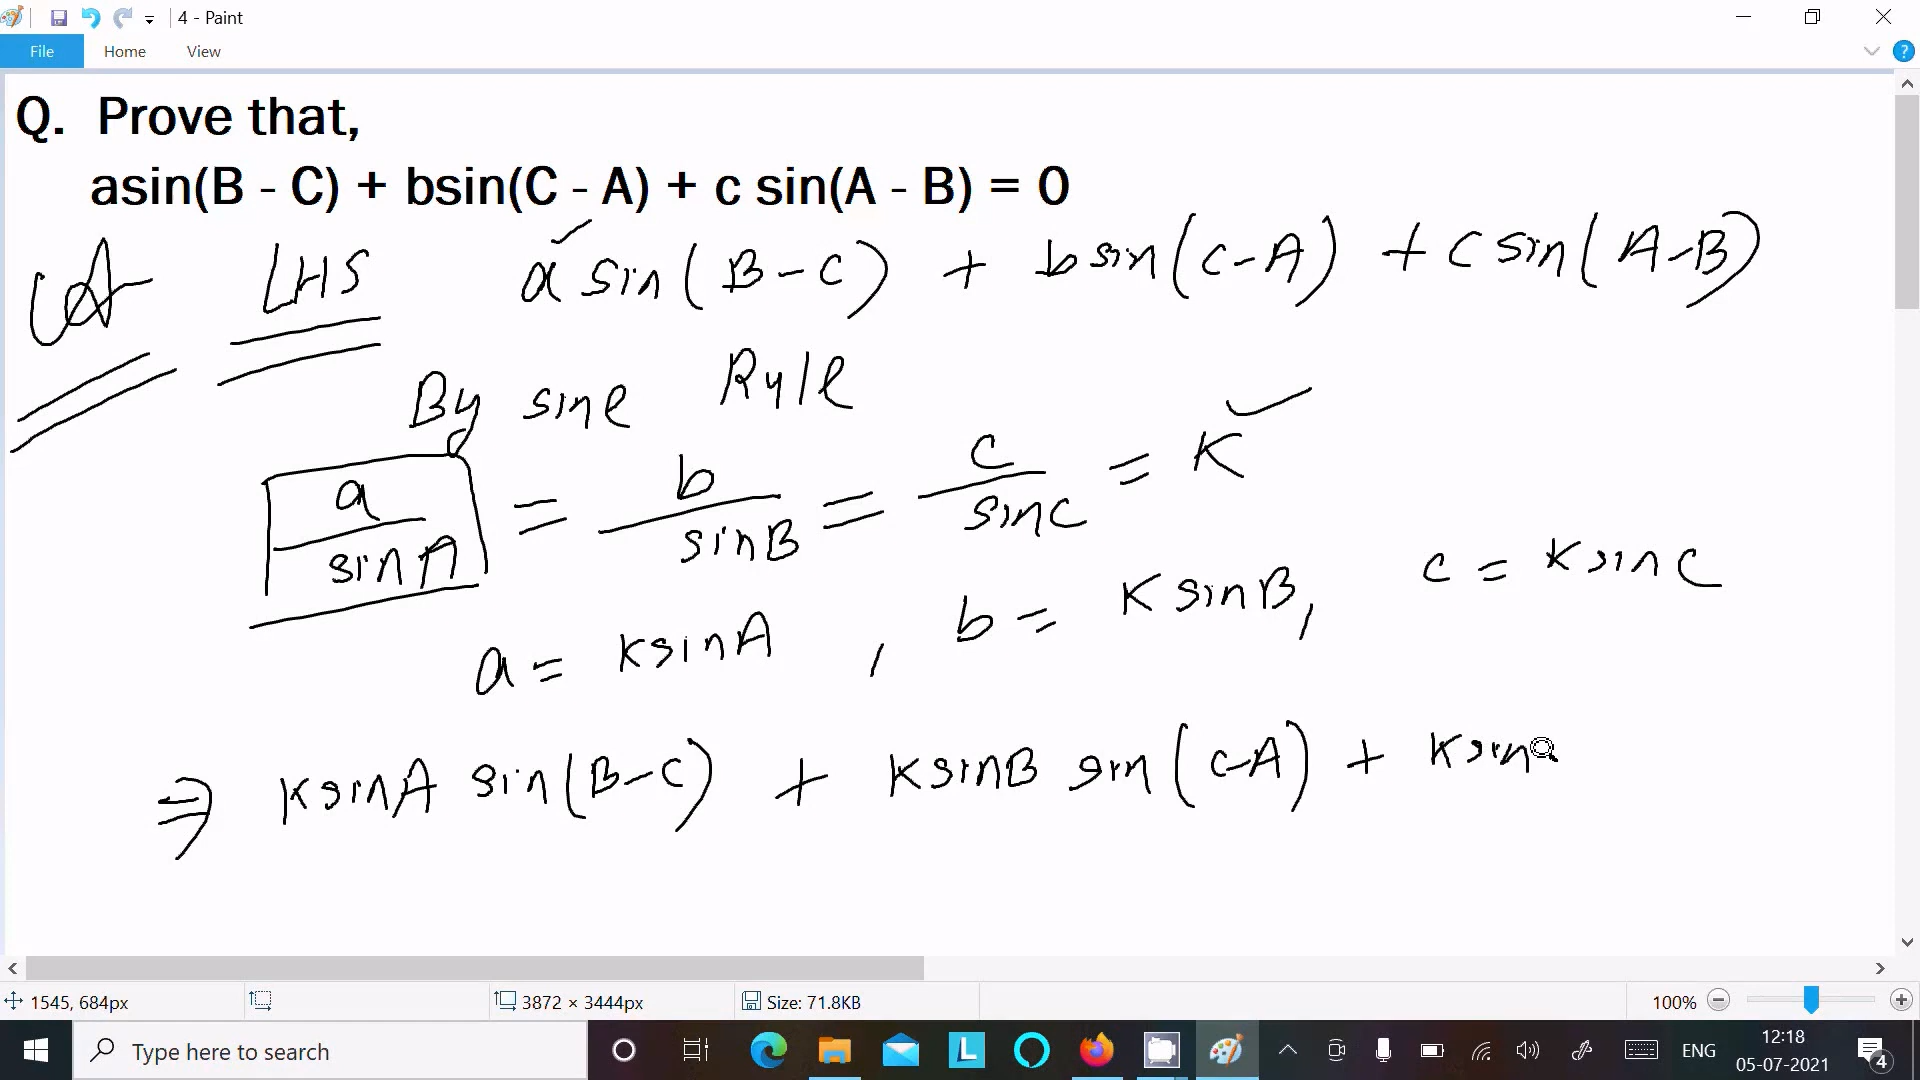 4 - Paint
File Home View
Q. Prove that,
asin(B - C) + bsin(C - A) + c sin(A - B) = 0
LHS a sin(B-C) + bsin(C-A) + C sin(A-B)
By sine Rule
a/sinA = b/sinB = c/sinC = K
a = KsinA , b = KsinB, c = KsinC
⇒ KsinA sin(B-C) + KsinB sin(C-A) + Ksin
1545, 684px 3872 × 3444px Size: 71.8KB 100%
Type here to search ENG 12:18
05-07-2021 4